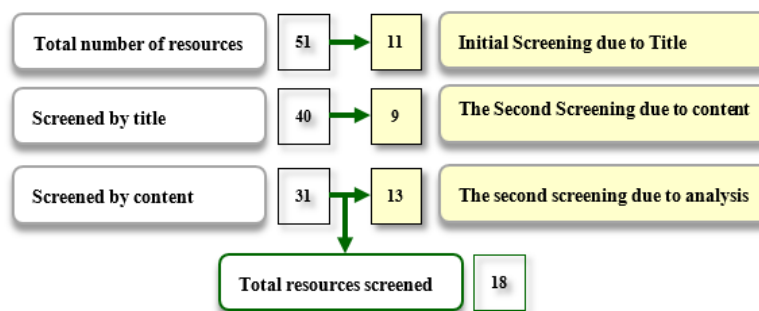 Total number of resources 51 11 Initial Screening due to Title
Screened by title 40 9 The Second Screening due to content
Screened by content 31 13 The second screening due to analysis
Total resources screened 18